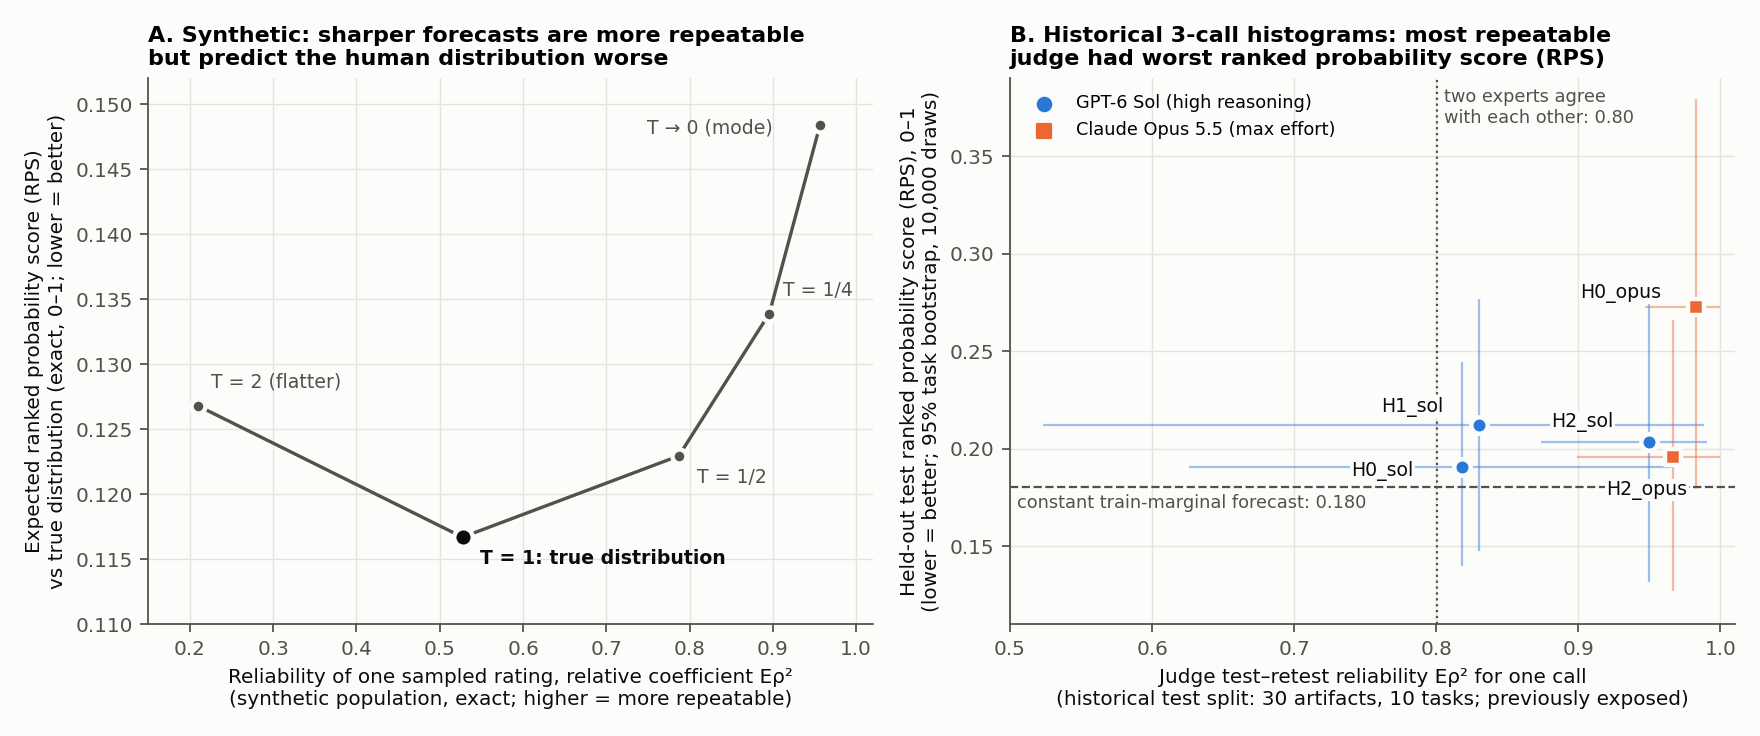 A. Synthetic: sharper forecasts are more repeatable
but predict the human distribution worse
Expected ranked probability score (RPS)
vs true distribution (exact, 0–1; lower = better)
0.150
0.145
0.140
0.135
0.130
0.125
0.120
0.115
0.110
T → 0 (mode)
T = 1/4
T = 2 (flatter)
T = 1/2
T = 1: true distribution
0.2
0.3
0.4
0.5
0.6
0.7
0.8
0.9
1.0
Reliability of one sampled rating, relative coefficient Eρ²
(synthetic population, exact; higher = more repeatable)
B. Historical 3-call histograms: most repeatable
judge had worst ranked probability score (RPS)
Held-out test ranked probability score (RPS), 0–1
(lower = better; 95% task bootstrap, 10,000 draws)
0.35
0.30
0.25
0.20
0.15
GPT-6 Sol (high reasoning)
Claude Opus 5.5 (max effort)
two experts agree
with each other: 0.80
H0_opus
H1_sol
H2_sol
H0_sol
H2_opus
constant train-marginal forecast: 0.180
0.5
0.6
0.7
0.8
0.9
1.0
Judge test–retest reliability Eρ² for one call
(historical test split: 30 artifacts, 10 tasks; previously exposed)